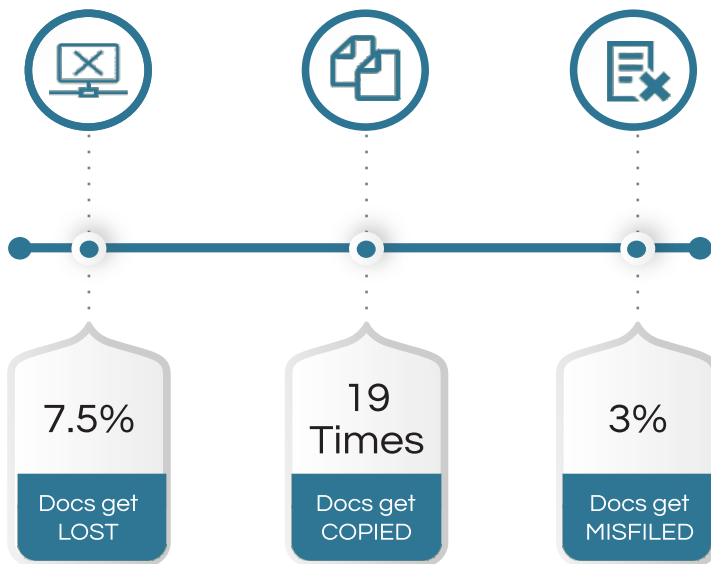 7.5%
Docs get
LOST
19
Times
Docs get
COPIED
3%
Docs get
MISFILED